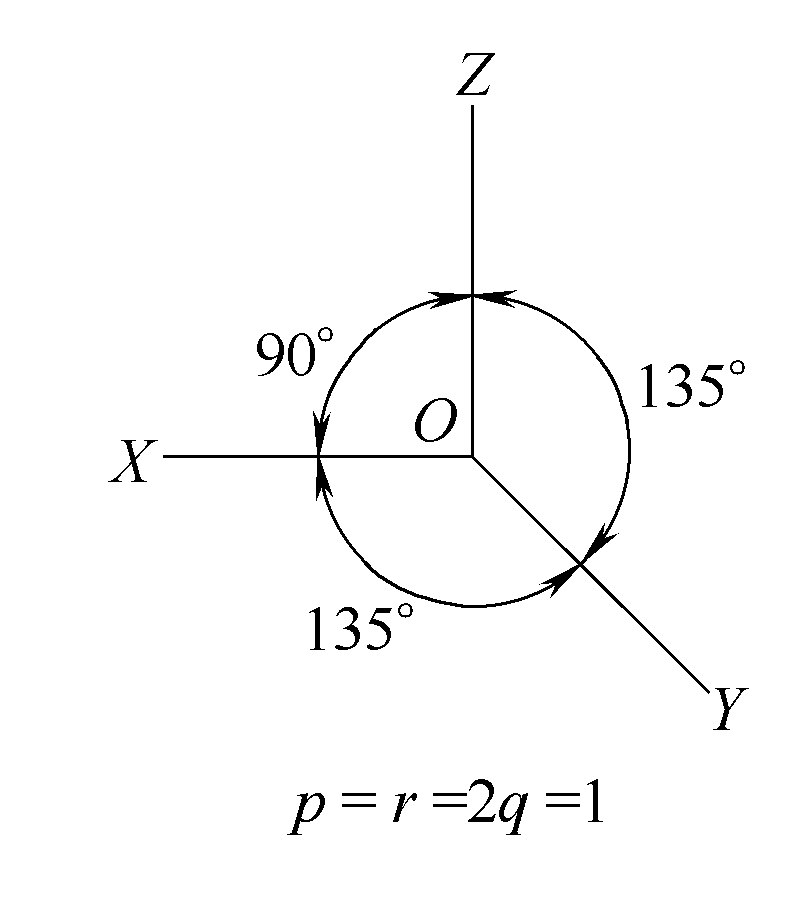 Z
90°
135°
O
X
135°
Y
p = r =2q =1